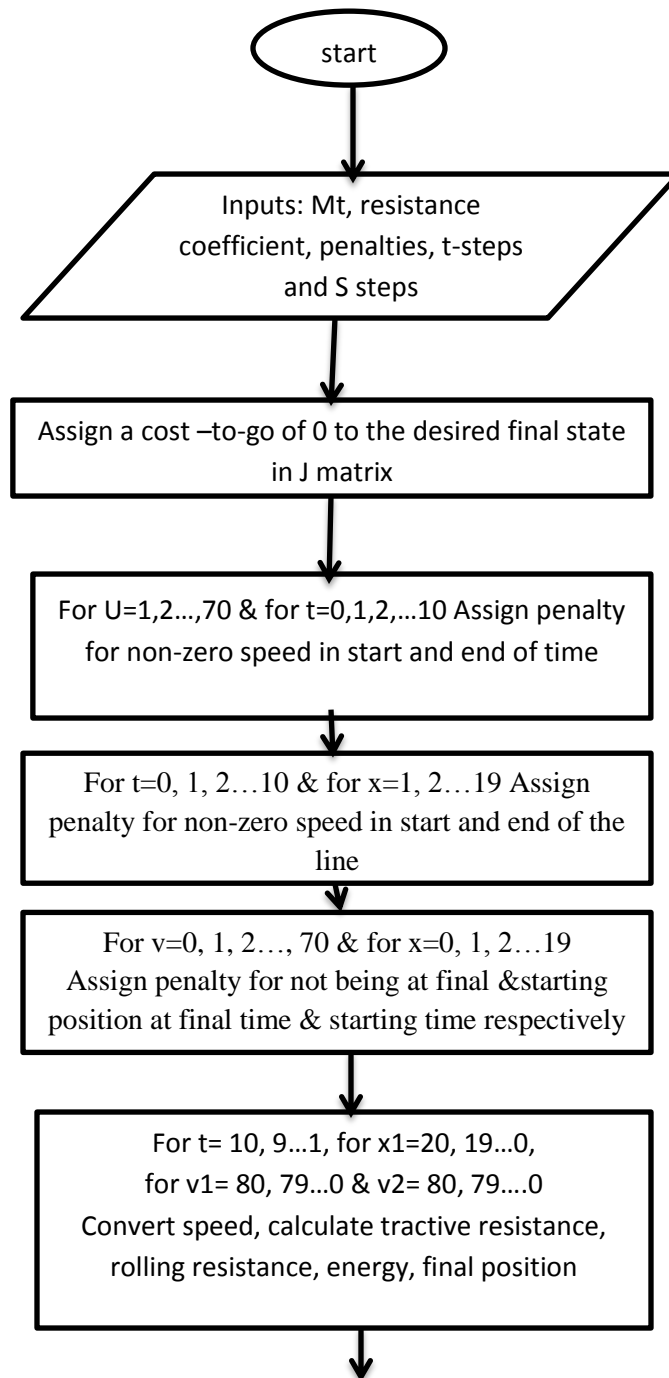 start
Inputs: Mt, resistance
coefficient, penalties, t-steps
and S steps
Assign a cost –to-go of 0 to the desired final state
in J matrix
For U=1,2...,70 & for t=0,1,2,...10 Assign penalty
for non-zero speed in start and end of time
For t=0, 1, 2…10 & for x=1, 2…19 Assign
penalty for non-zero speed in start and end of the
line
For v=0, 1, 2…, 70 & for x=0, 1, 2…19
Assign penalty for not being at final &starting
position at final time & starting time respectively
For t= 10, 9...1, for x1=20, 19...0,
for v1= 80, 79...0 & v2= 80, 79....0
Convert speed, calculate tractive resistance,
rolling resistance, energy, final position